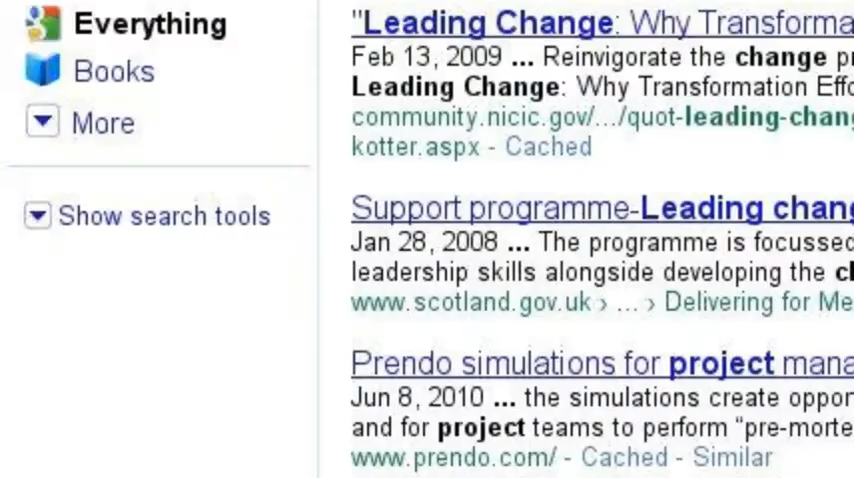 Everything
Books
More
Show search tools
"Leading Change: Why Transforma
Feb 13, 2009 ... Reinvigorate the change p
Leading Change: Why Transformation Effo
community.nicic.gov/.../quot-leading-chang
kotter.aspx - Cached
Support programme-Leading chang
Jan 28, 2008 ... The programme is focussed
leadership skills alongside developing the c
www.scotland.gov.uk › ... › Delivering for Me
Prendo simulations for project mana
Jun 8, 2010 ... the simulations create oppor
and for project teams to perform “pre-morte
www.prendo.com/ - Cached - Similar